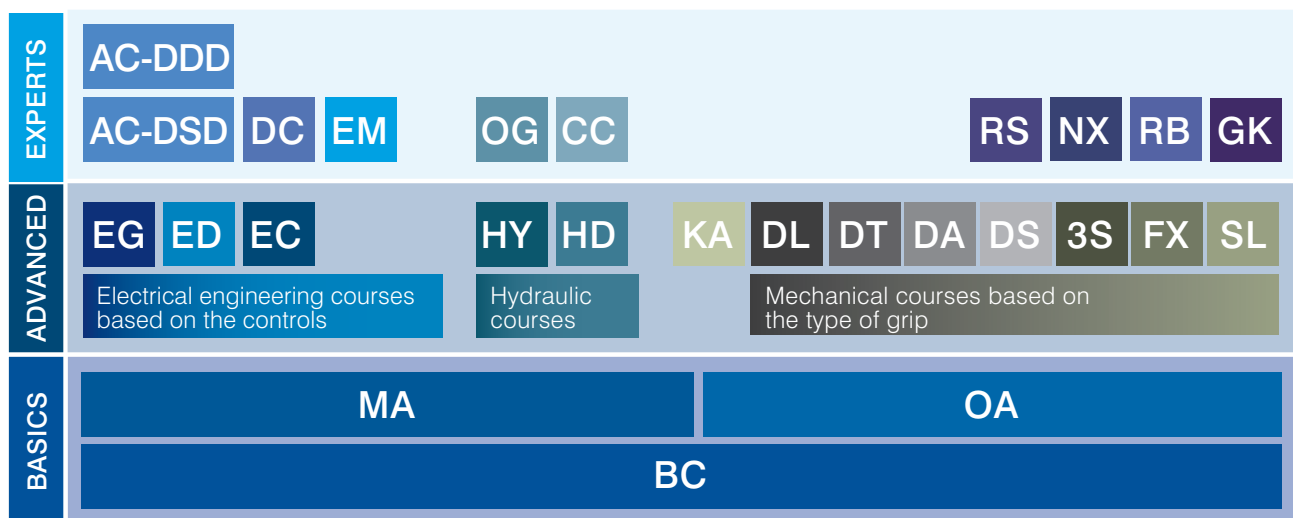 EXPERTS
AC-DDD
AC-DSD DC EM OG CC RS NX RB GK
ADVANCED
EG ED EC HY HD KA DL DT DA DS 3S FX SL
Electrical engineering courses
based on the controls
Hydraulic
courses
Mechanical courses based on
the type of grip
BASICS
MA OA
BC